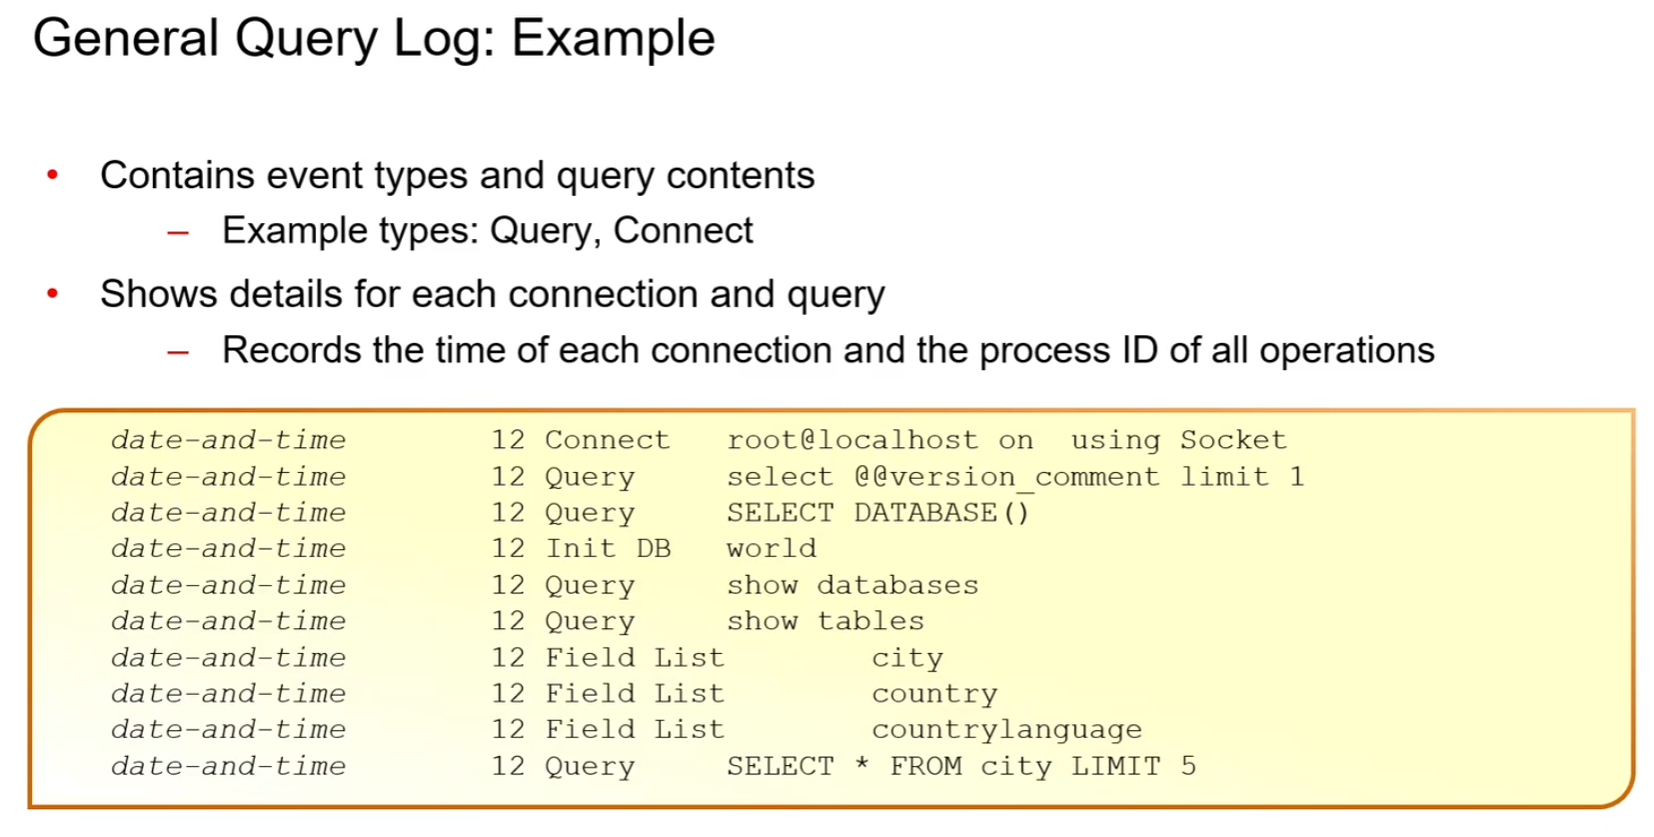 General Query Log: Example
• Contains event types and query contents
– Example types: Query, Connect
• Shows details for each connection and query
– Records the time of each connection and the process ID of all operations
date-and-time 12 Connect root@localhost on using Socket
date-and-time 12 Query select @@version_comment limit 1
date-and-time 12 Query SELECT DATABASE()
date-and-time 12 Init DB world
date-and-time 12 Query show databases
date-and-time 12 Query show tables
date-and-time 12 Field List city
date-and-time 12 Field List country
date-and-time 12 Field List countrylanguage
date-and-time 12 Query SELECT * FROM city LIMIT 5